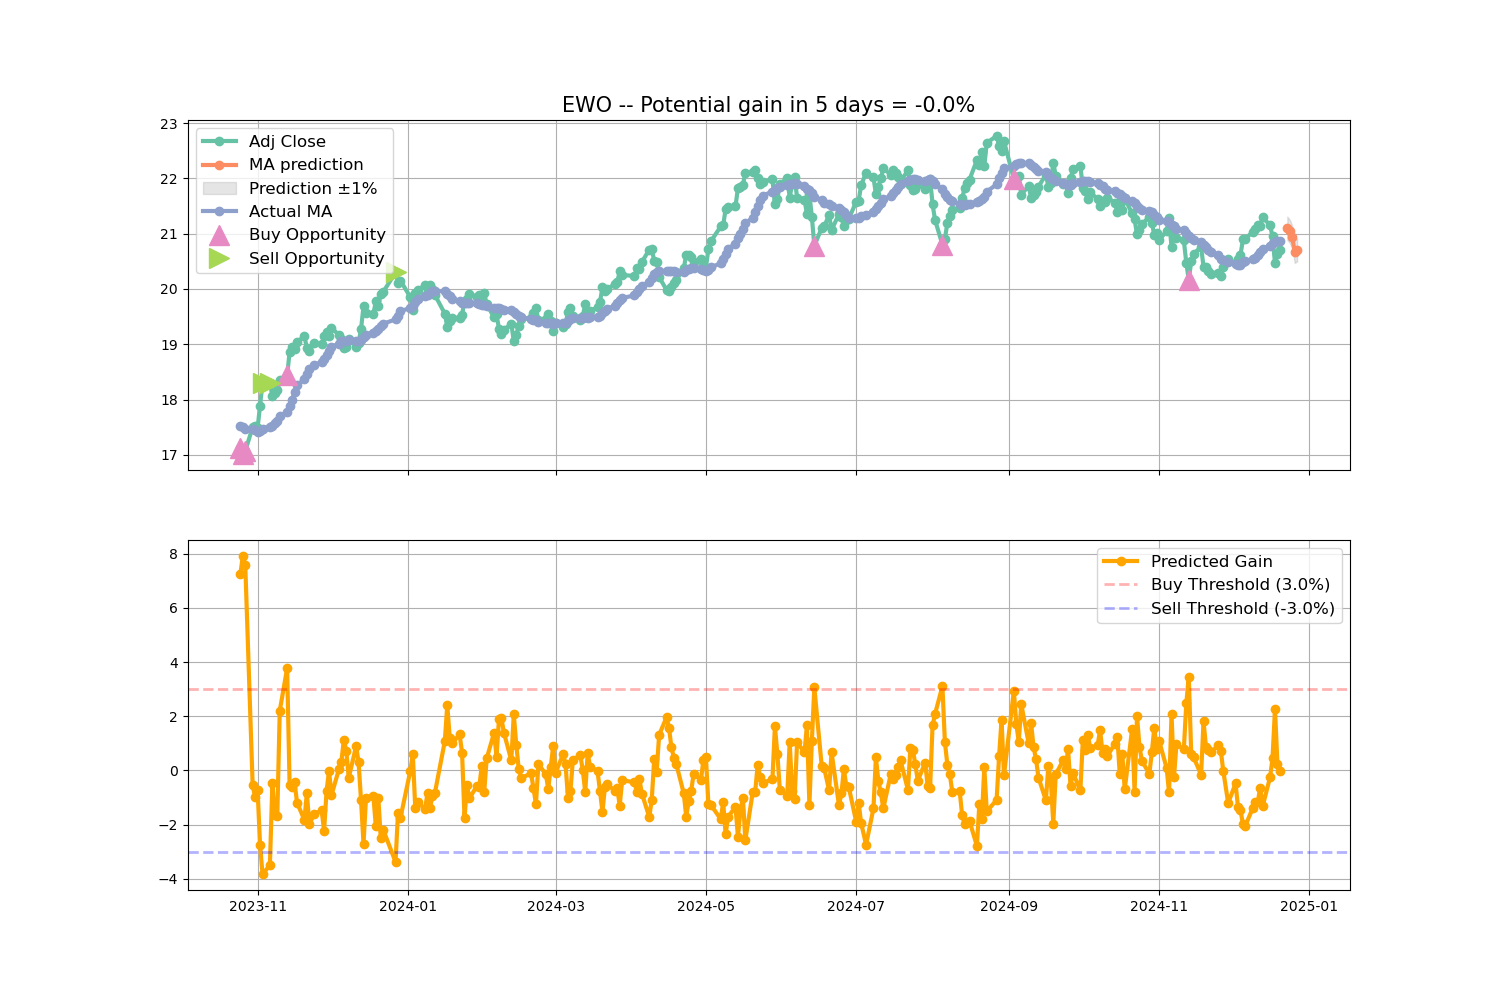 EWO -- Potential gain in 5 days = -0.0%
23
22
21
20
19
18
17
Adj Close
MA prediction
Prediction ±1%
Actual MA
Buy Opportunity
Sell Opportunity
8
6
4
2
0
−2
−4
Predicted Gain
Buy Threshold (3.0%)
Sell Threshold (-3.0%)
2023-11 2024-01 2024-03 2024-05 2024-07 2024-09 2024-11 2025-01